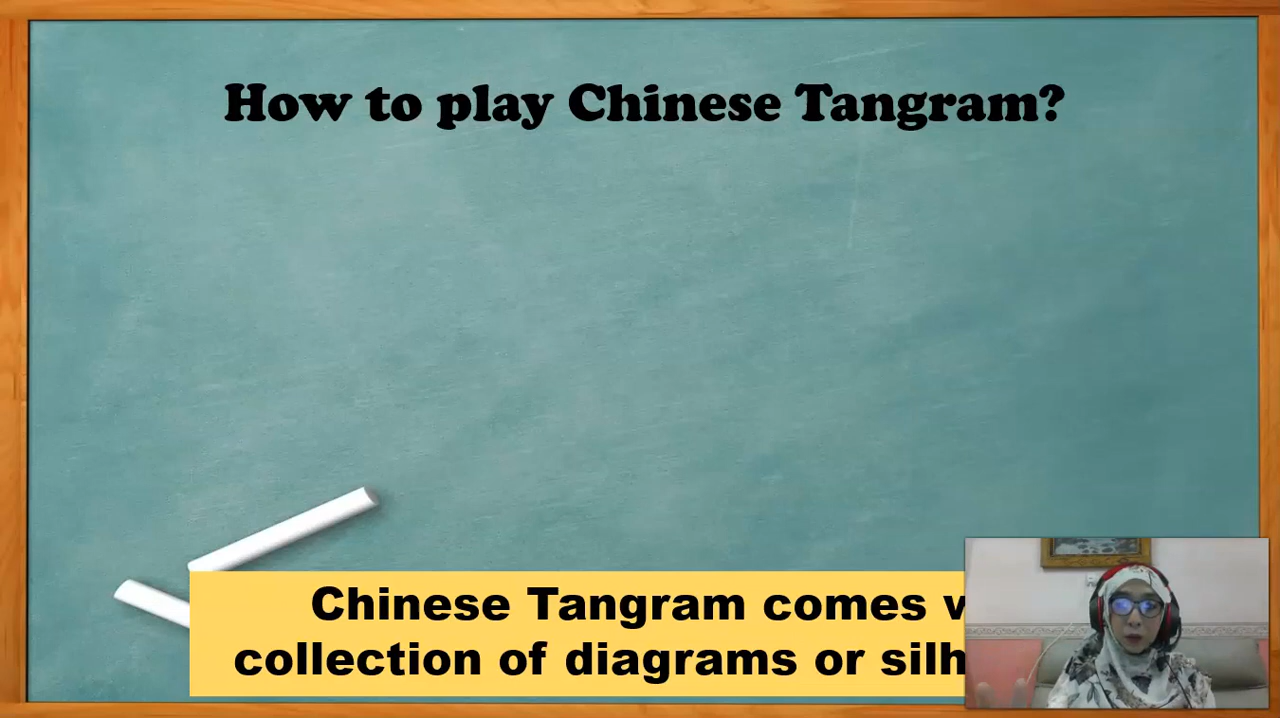 How to play Chinese Tangram?
Chinese Tangram comes
collection of diagrams or